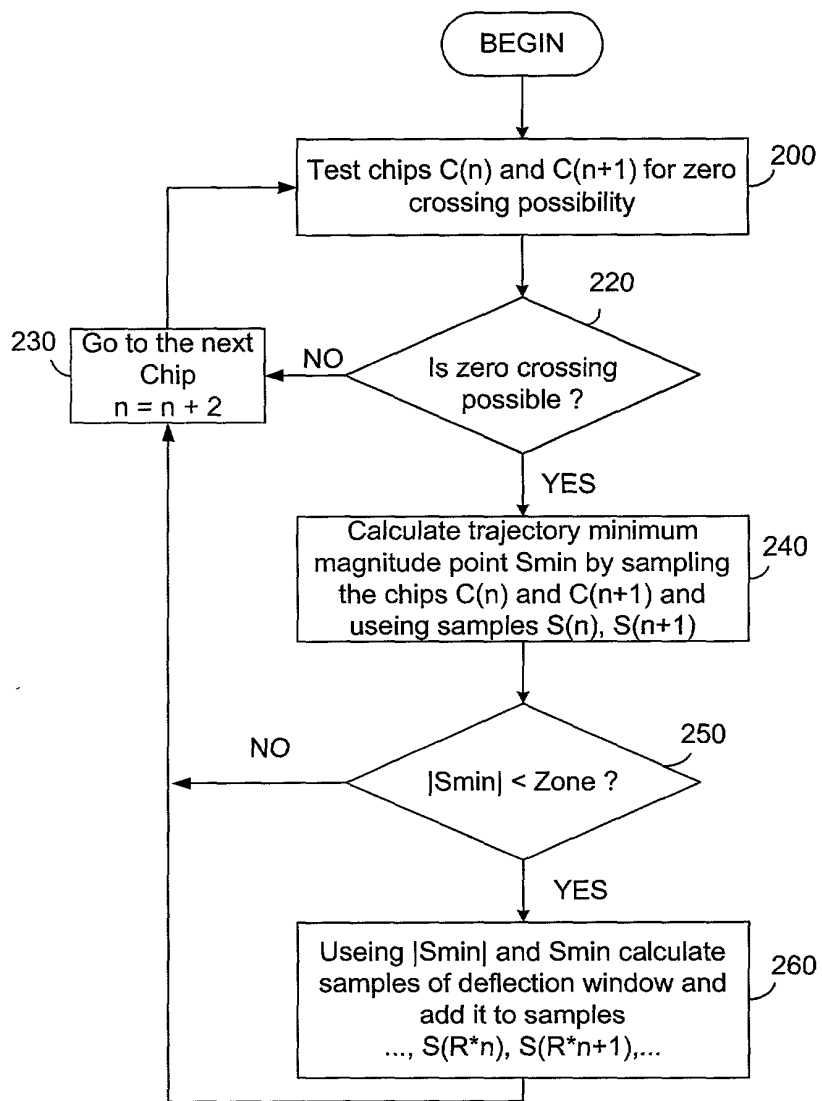 BEGIN
Test chips C(n) and C(n+1) for zero
crossing possibility
200
220
Is zero crossing
possible ?
NO
230
Go to the next
Chip
n = n + 2
YES
Calculate trajectory minimum
magnitude point Smin by sampling
the chips C(n) and C(n+1) and
useing samples S(n), S(n+1)
240
NO
250
|Smin| < Zone ?
YES
Useing |Smin| and Smin calculate
samples of deflection window and
add it to samples
..., S(R*n), S(R*n+1),...
260